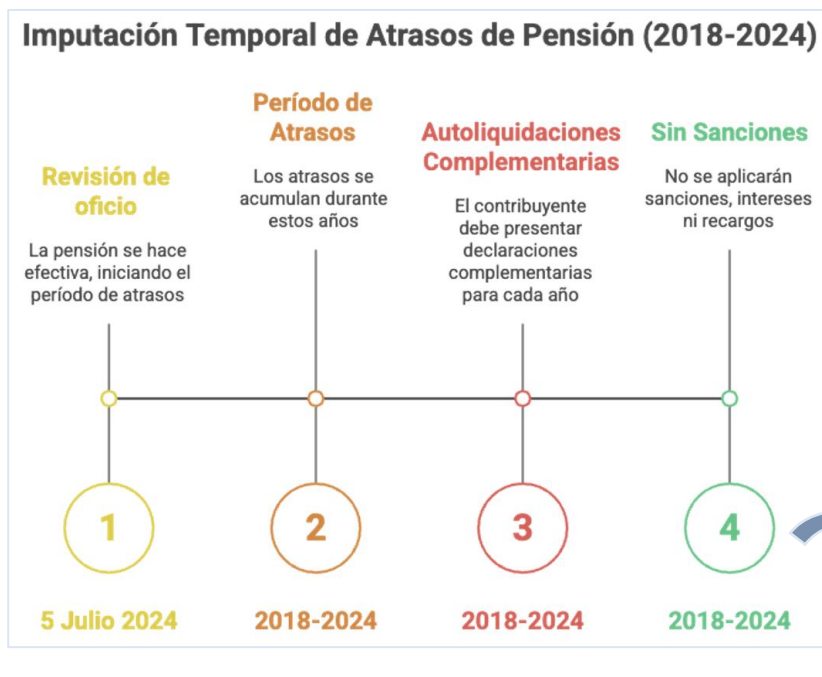 Imputación Temporal de Atrasos de Pensión (2018-2024)
Revisión de
oficio
La pensión se hace
efectiva, iniciando el
período de atrasos
Período de
Atrasos
Los atrasos se
acumulan durante
estos años
Autoliquidaciones
Complementarias
El contribuyente
debe presentar
declaraciones
complementarias
para cada año
Sin Sanciones
No se aplicarán
sanciones, intereses
ni recargos
1
2
3
4
5 Julio 2024
2018-2024
2018-2024
2018-2024